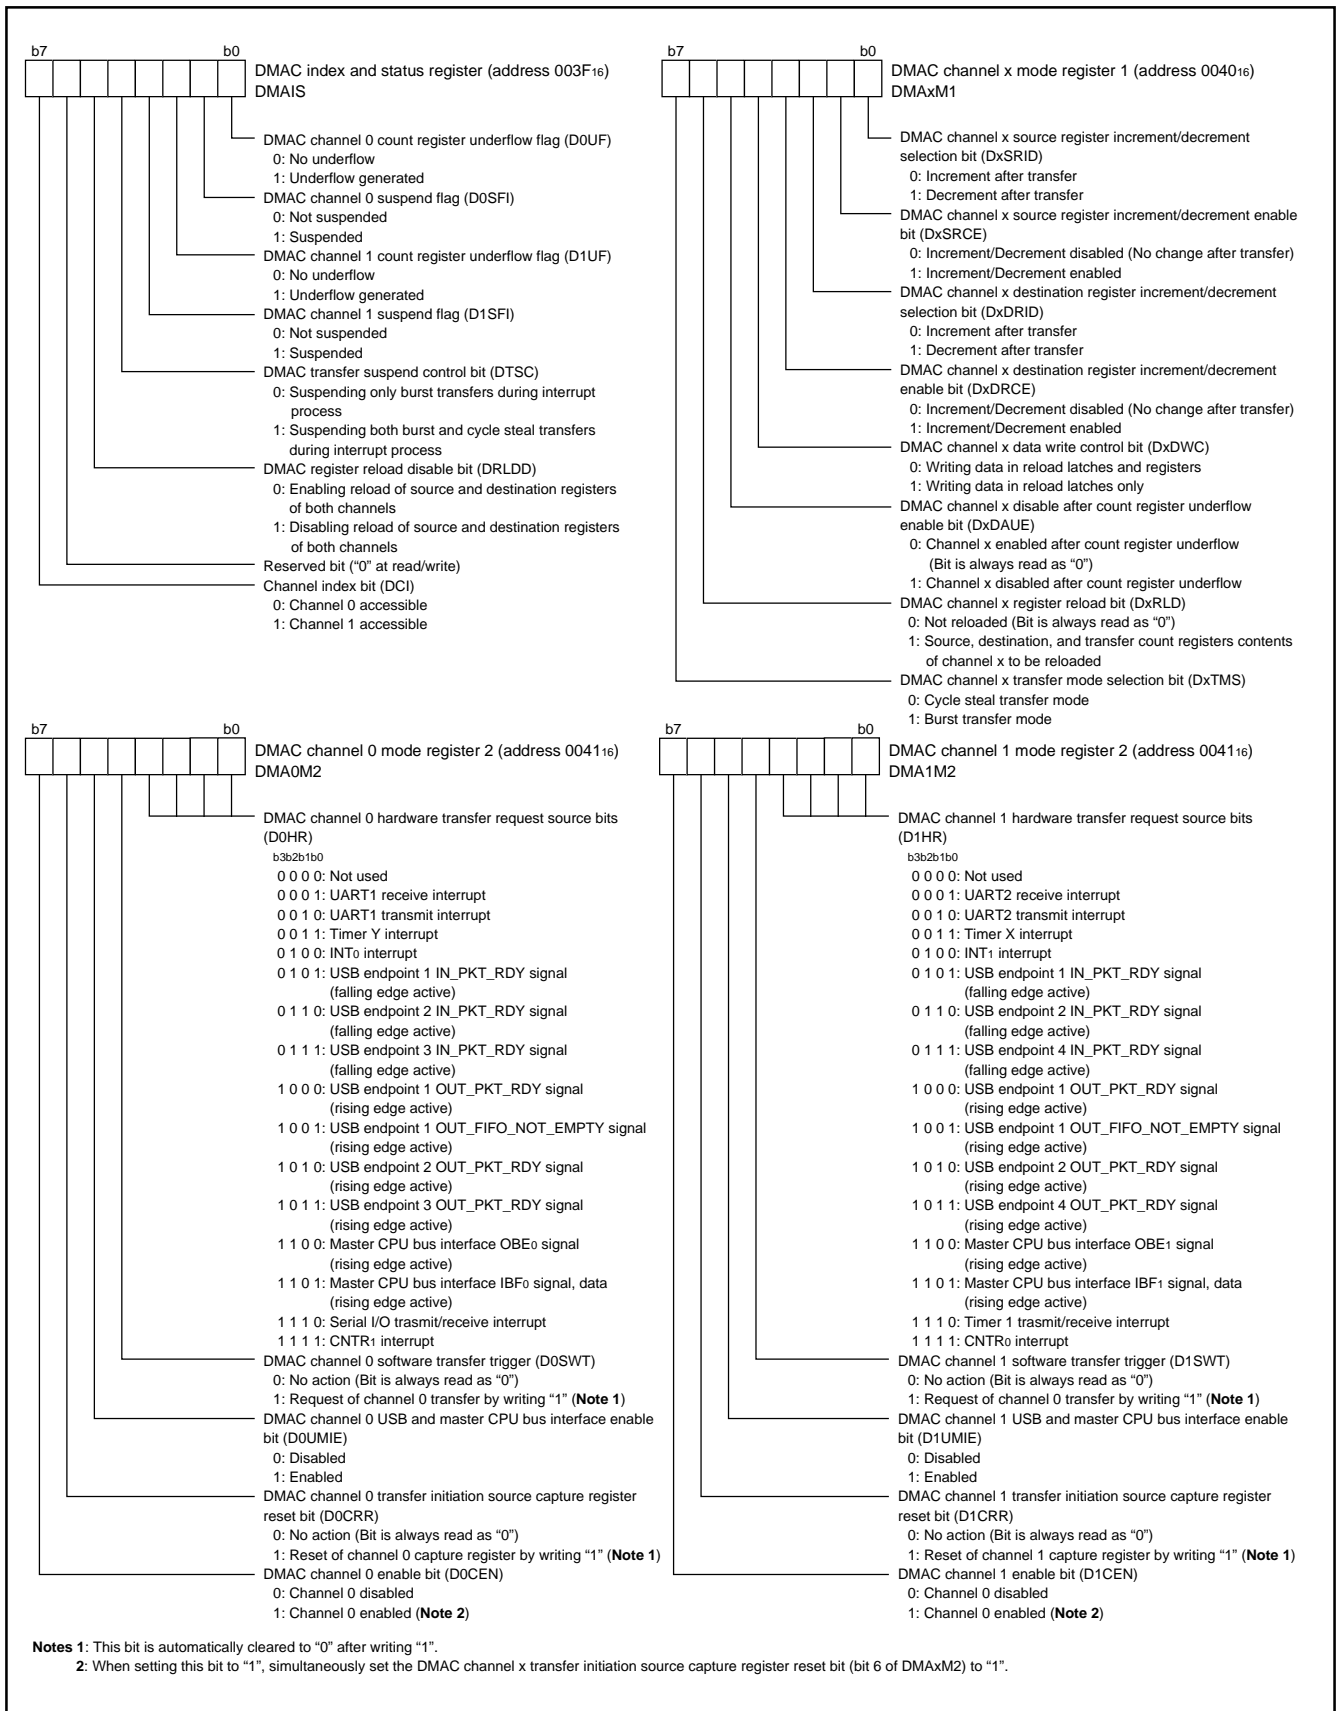 b7 b0
DMAC index and status register (address 003F16)
DMAIS
DMAC channel 0 count register underflow flag (D0UF)
0: No underflow
1: Underflow generated
DMAC channel 0 suspend flag (D0SFI)
0: Not suspended
1: Suspended
DMAC channel 1 count register underflow flag (D1UF)
0: No underflow
1: Underflow generated
DMAC channel 1 suspend flag (D1SFI)
0: Not suspended
1: Suspended
DMAC transfer suspend control bit (DTSC)
0: Suspending only burst transfers during interrupt
process
1: Suspending both burst and cycle steal transfers
during interrupt process
DMAC register reload disable bit (DRLDD)
0: Enabling reload of source and destination registers
of both channels
1: Disabling reload of source and destination registers
of both channels
Reserved bit (“0” at read/write)
Channel index bit (DCI)
0: Channel 0 accessible
1: Channel 1 accessible
b7 b0
DMAC channel x mode register 1 (address 004016)
DMAxM1
DMAC channel x source register increment/decrement
selection bit (DxSRID)
0: Increment after transfer
1: Decrement after transfer
DMAC channel x source register increment/decrement enable
bit (DxSRCE)
0: Increment/Decrement disabled (No change after transfer)
1: Increment/Decrement enabled
DMAC channel x destination register increment/decrement
selection bit (DxDRID)
0: Increment after transfer
1: Decrement after transfer
DMAC channel x destination register increment/decrement
enable bit (DxDRCE)
0: Increment/Decrement disabled (No change after transfer)
1: Increment/Decrement enabled
DMAC channel x data write control bit (DxDWC)
0: Writing data in reload latches and registers
1: Writing data in reload latches only
DMAC channel x disable after count register underflow
enable bit (DxDAUE)
0: Channel x enabled after count register underflow
(Bit is always read as “0”)
1: Channel x disabled after count register underflow
DMAC channel x register reload bit (DxRLD)
0: Not reloaded (Bit is always read as “0”)
1: Source, destination, and transfer count registers contents
of channel x to be reloaded
DMAC channel x transfer mode selection bit (DxTMS)
0: Cycle steal transfer mode
1: Burst transfer mode
b7 b0
DMAC channel 0 mode register 2 (address 004116)
DMA0M2
DMAC channel 0 hardware transfer request source bits
(D0HR)
b3b2b1b0
0 0 0 0: Not used
0 0 0 1: UART1 receive interrupt
0 0 1 0: UART1 transmit interrupt
0 0 1 1: Timer Y interrupt
0 1 0 0: INT0 interrupt
0 1 0 1: USB endpoint 1 IN_PKT_RDY signal
(falling edge active)
0 1 1 0: USB endpoint 2 IN_PKT_RDY signal
(falling edge active)
0 1 1 1: USB endpoint 3 IN_PKT_RDY signal
(falling edge active)
1 0 0 0: USB endpoint 1 OUT_PKT_RDY signal
(rising edge active)
1 0 0 1: USB endpoint 1 OUT_FIFO_NOT_EMPTY signal
(rising edge active)
1 0 1 0: USB endpoint 2 OUT_PKT_RDY signal
(rising edge active)
1 0 1 1: USB endpoint 3 OUT_PKT_RDY signal
(rising edge active)
1 1 0 0: Master CPU bus interface OBE0 signal
(rising edge active)
1 1 0 1: Master CPU bus interface IBF0 signal, data
(rising edge active)
1 1 1 0: Serial I/O trasmit/receive interrupt
1 1 1 1: CNTR1 interrupt
DMAC channel 0 software transfer trigger (D0SWT)
0: No action (Bit is always read as “0”)
1: Request of channel 0 transfer by writing “1” (Note 1)
DMAC channel 0 USB and master CPU bus interface enable
bit (D0UMIE)
0: Disabled
1: Enabled
DMAC channel 0 transfer initiation source capture register
reset bit (D0CRR)
0: No action (Bit is always read as “0”)
1: Reset of channel 0 capture register by writing “1” (Note 1)
DMAC channel 0 enable bit (D0CEN)
0: Channel 0 disabled
1: Channel 0 enabled (Note 2)
b7 b0
DMAC channel 1 mode register 2 (address 004116)
DMA1M2
DMAC channel 1 hardware transfer request source bits
(D1HR)
b3b2b1b0
0 0 0 0: Not used
0 0 0 1: UART2 receive interrupt
0 0 1 0: UART2 transmit interrupt
0 0 1 1: Timer X interrupt
0 1 0 0: INT1 interrupt
0 1 0 1: USB endpoint 1 IN_PKT_RDY signal
(falling edge active)
0 1 1 0: USB endpoint 2 IN_PKT_RDY signal
(falling edge active)
0 1 1 1: USB endpoint 4 IN_PKT_RDY signal
(falling edge active)
1 0 0 0: USB endpoint 1 OUT_PKT_RDY signal
(rising edge active)
1 0 0 1: USB endpoint 1 OUT_FIFO_NOT_EMPTY signal
(rising edge active)
1 0 1 0: USB endpoint 2 OUT_PKT_RDY signal
(rising edge active)
1 0 1 1: USB endpoint 4 OUT_PKT_RDY signal
(rising edge active)
1 1 0 0: Master CPU bus interface OBE1 signal
(rising edge active)
1 1 0 1: Master CPU bus interface IBF1 signal, data
(rising edge active)
1 1 1 0: Timer 1 trasmit/receive interrupt
1 1 1 1: CNTR0 interrupt
DMAC channel 1 software transfer trigger (D1SWT)
0: No action (Bit is always read as “0”)
1: Request of channel 0 transfer by writing “1” (Note 1)
DMAC channel 1 USB and master CPU bus interface enable
bit (D1UMIE)
0: Disabled
1: Enabled
DMAC channel 1 transfer initiation source capture register
reset bit (D1CRR)
0: No action (Bit is always read as “0”)
1: Reset of channel 1 capture register by writing “1” (Note 1)
DMAC channel 1 enable bit (D1CEN)
0: Channel 0 disabled
1: Channel 0 enabled (Note 2)
Notes 1: This bit is automatically cleared to “0” after writing “1”.
2: When setting this bit to “1”, simultaneously set the DMAC channel x transfer initiation source capture register reset bit (bit 6 of DMAxM2) to “1”.